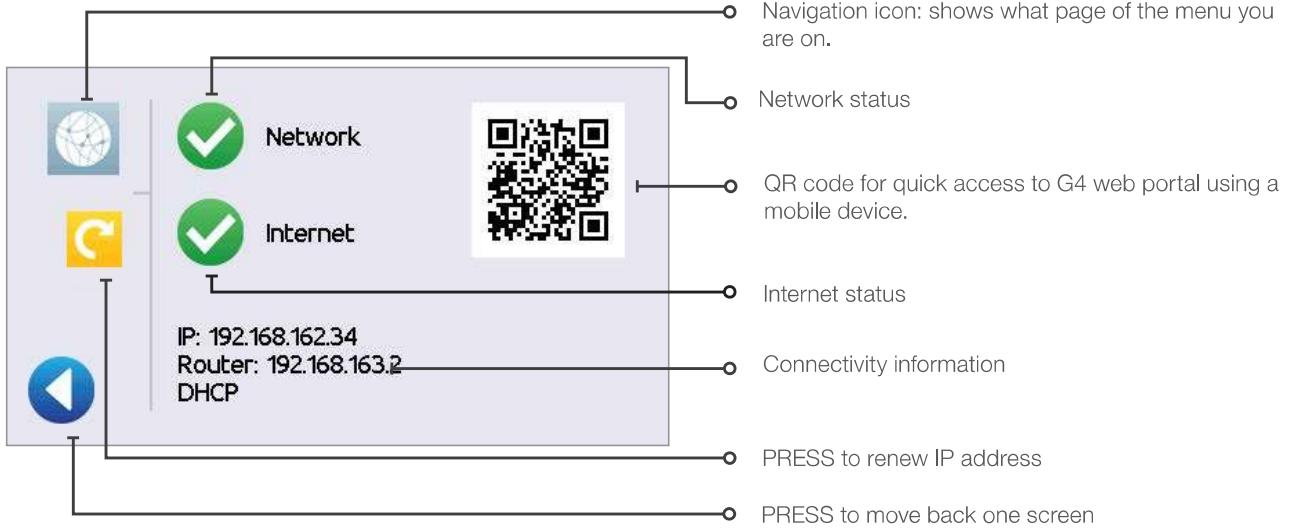 Navigation icon: shows what page of the menu you
are on.
Network status
Network
QR code for quick access to G4 web portal using a
mobile device.
Internet
Internet status
IP: 192.168.162.34
Router: 192.168.163.2
DHCP
Connectivity information
PRESS to renew IP address
PRESS to move back one screen